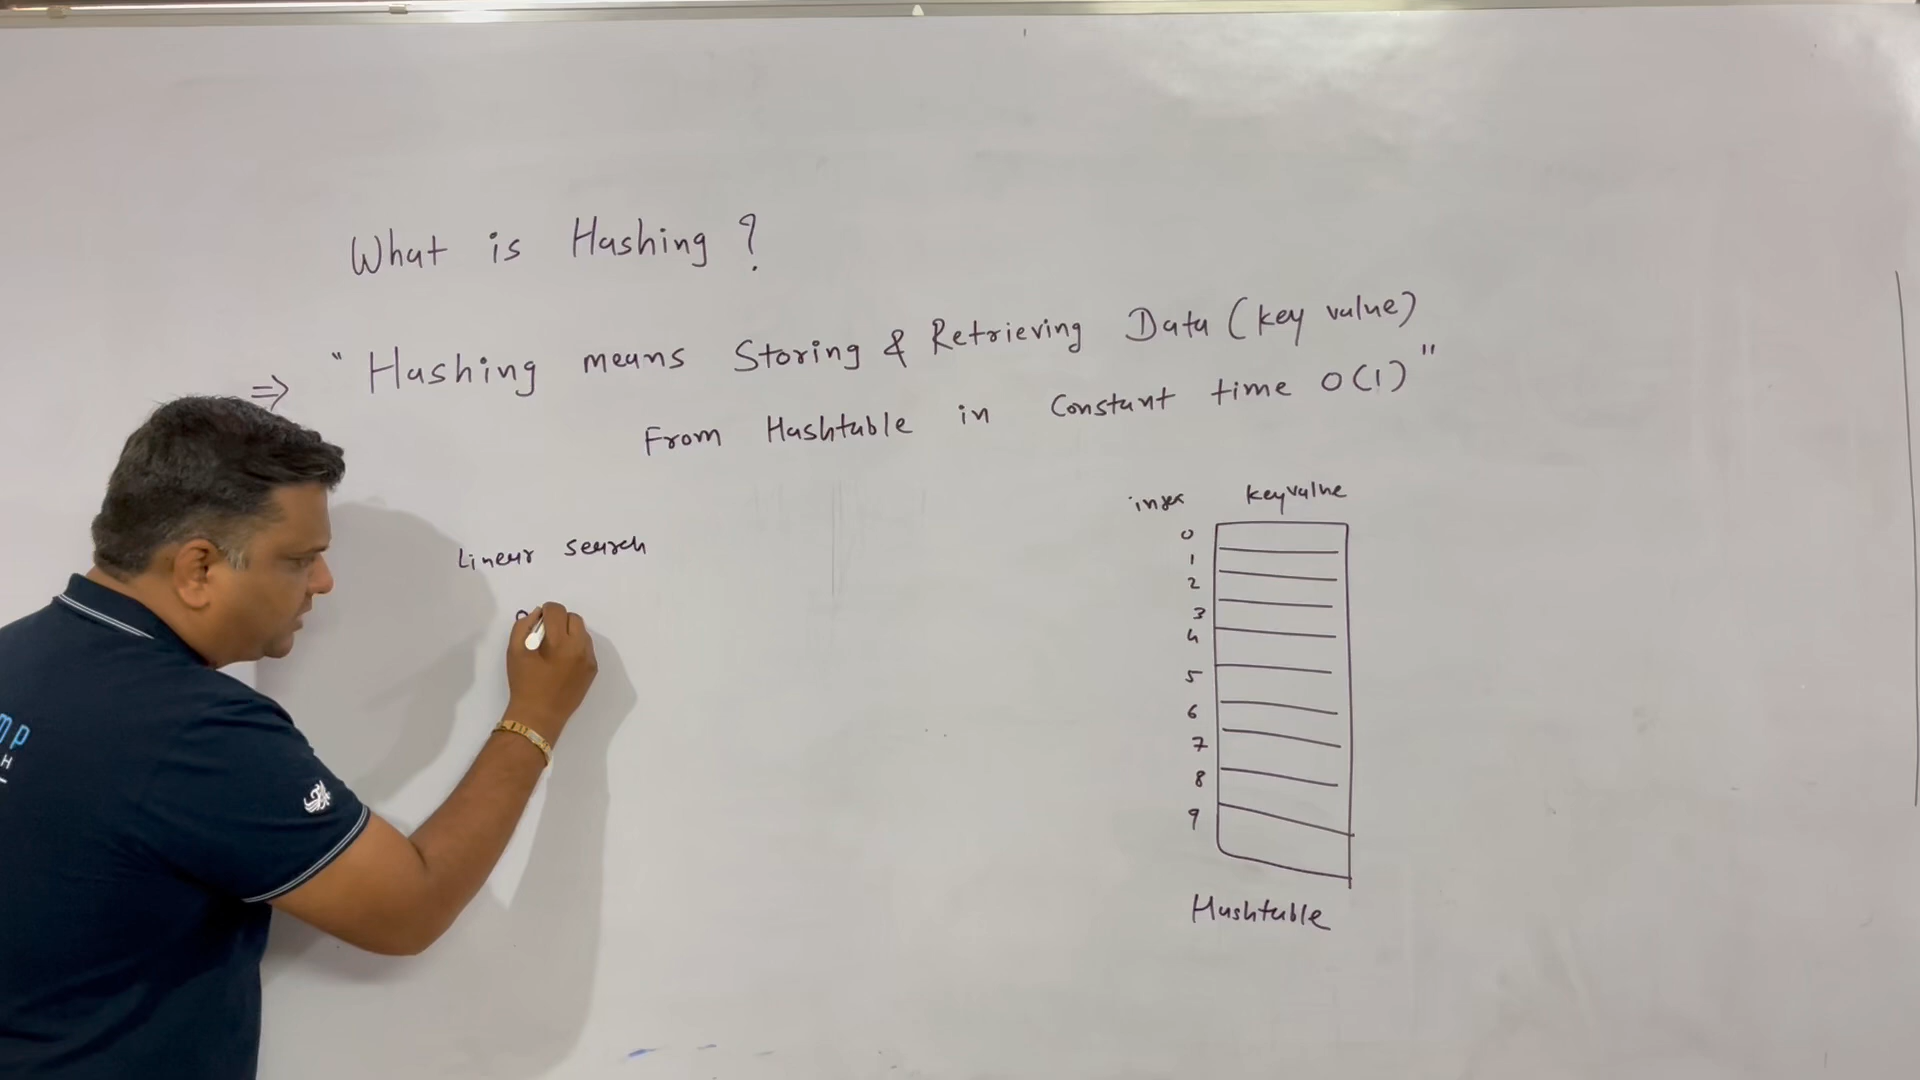 What is Hashing ?
⇒ " Hashing means Storing & Retrieving Data (key value)
From Hashtable in Constant time O(1) "
Linear search
O
index keyvalue
0
1
2
3
4
5
6
7
8
9
Hashtable
MP
H